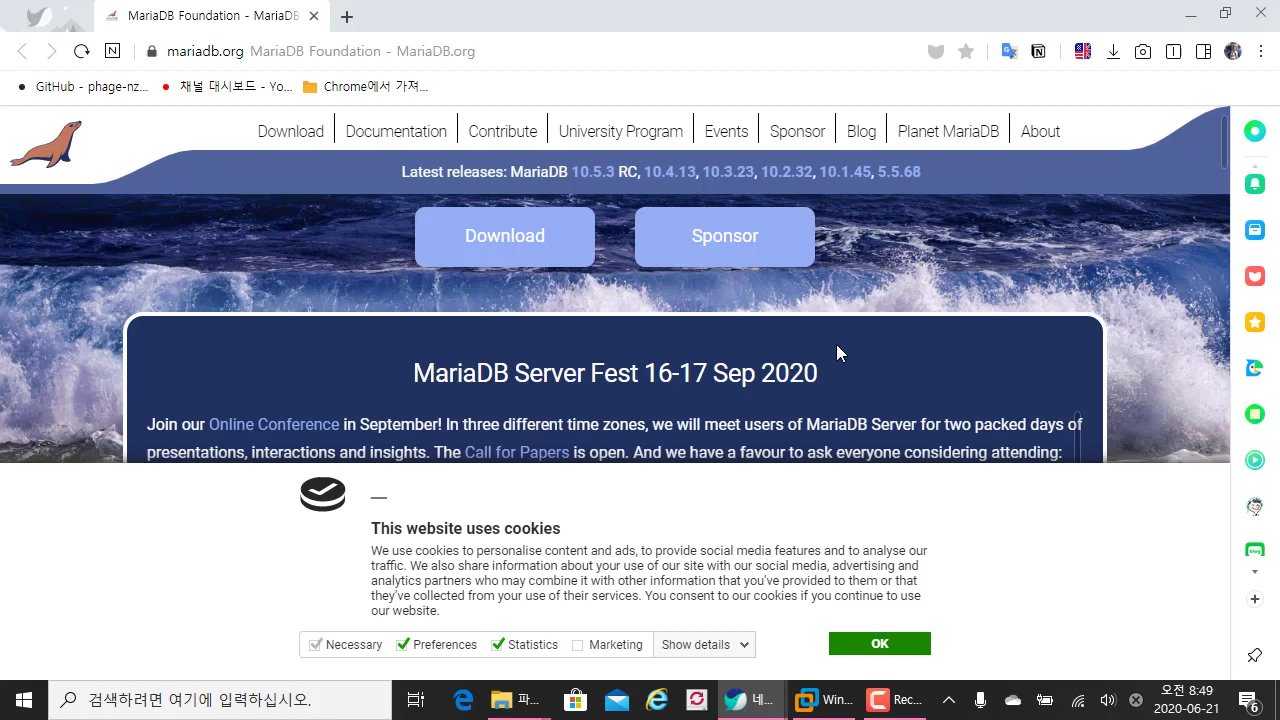 MariaDB Foundation - MariaDB
mariadb.org MariaDB Foundation - MariaDB.org
GitHub - phage-nz... 채널 대시보드 - Yo... Chrome에서 가져...
Download Documentation Contribute University Program Events Sponsor Blog Planet MariaDB About
Latest releases: MariaDB 10.5.3 RC, 10.4.13, 10.3.23, 10.2.32, 10.1.45, 5.5.68
Download Sponsor
MariaDB Server Fest 16-17 Sep 2020
Join our Online Conference in September! In three different time zones, we will meet users of MariaDB Server for two packed days of
presentations, interactions and insights. The Call for Papers is open. And we have a favour to ask everyone considering attending:
This website uses cookies
We use cookies to personalise content and ads, to provide social media features and to analyse our
traffic. We also share information about your use of our site with our social media, advertising and
analytics partners who may combine it with other information that you've provided to them or that
they've collected from your use of their services. You consent to our cookies if you continue to use
our website.
Necessary Preferences Statistics Marketing Show details OK
검색하려면 여기에 입력하십시오. 파... 네... Win... Rec... 오전 8:49
2020-06-21 6